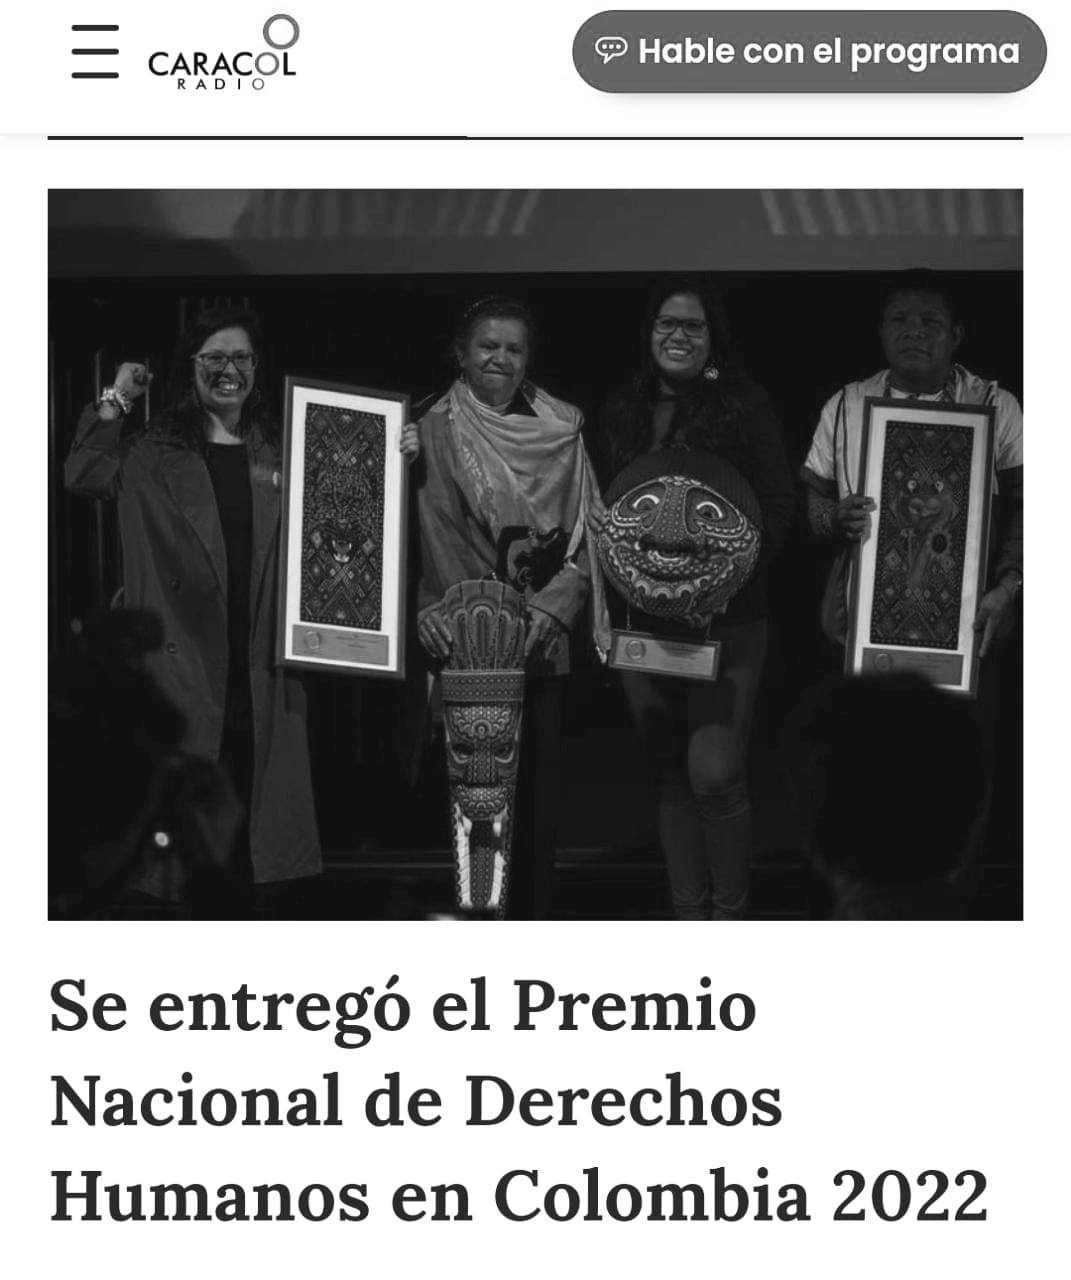 CARACOL
RADIO
Hable con el programa
Se entregó el Premio
Nacional de Derechos
Humanos en Colombia 2022